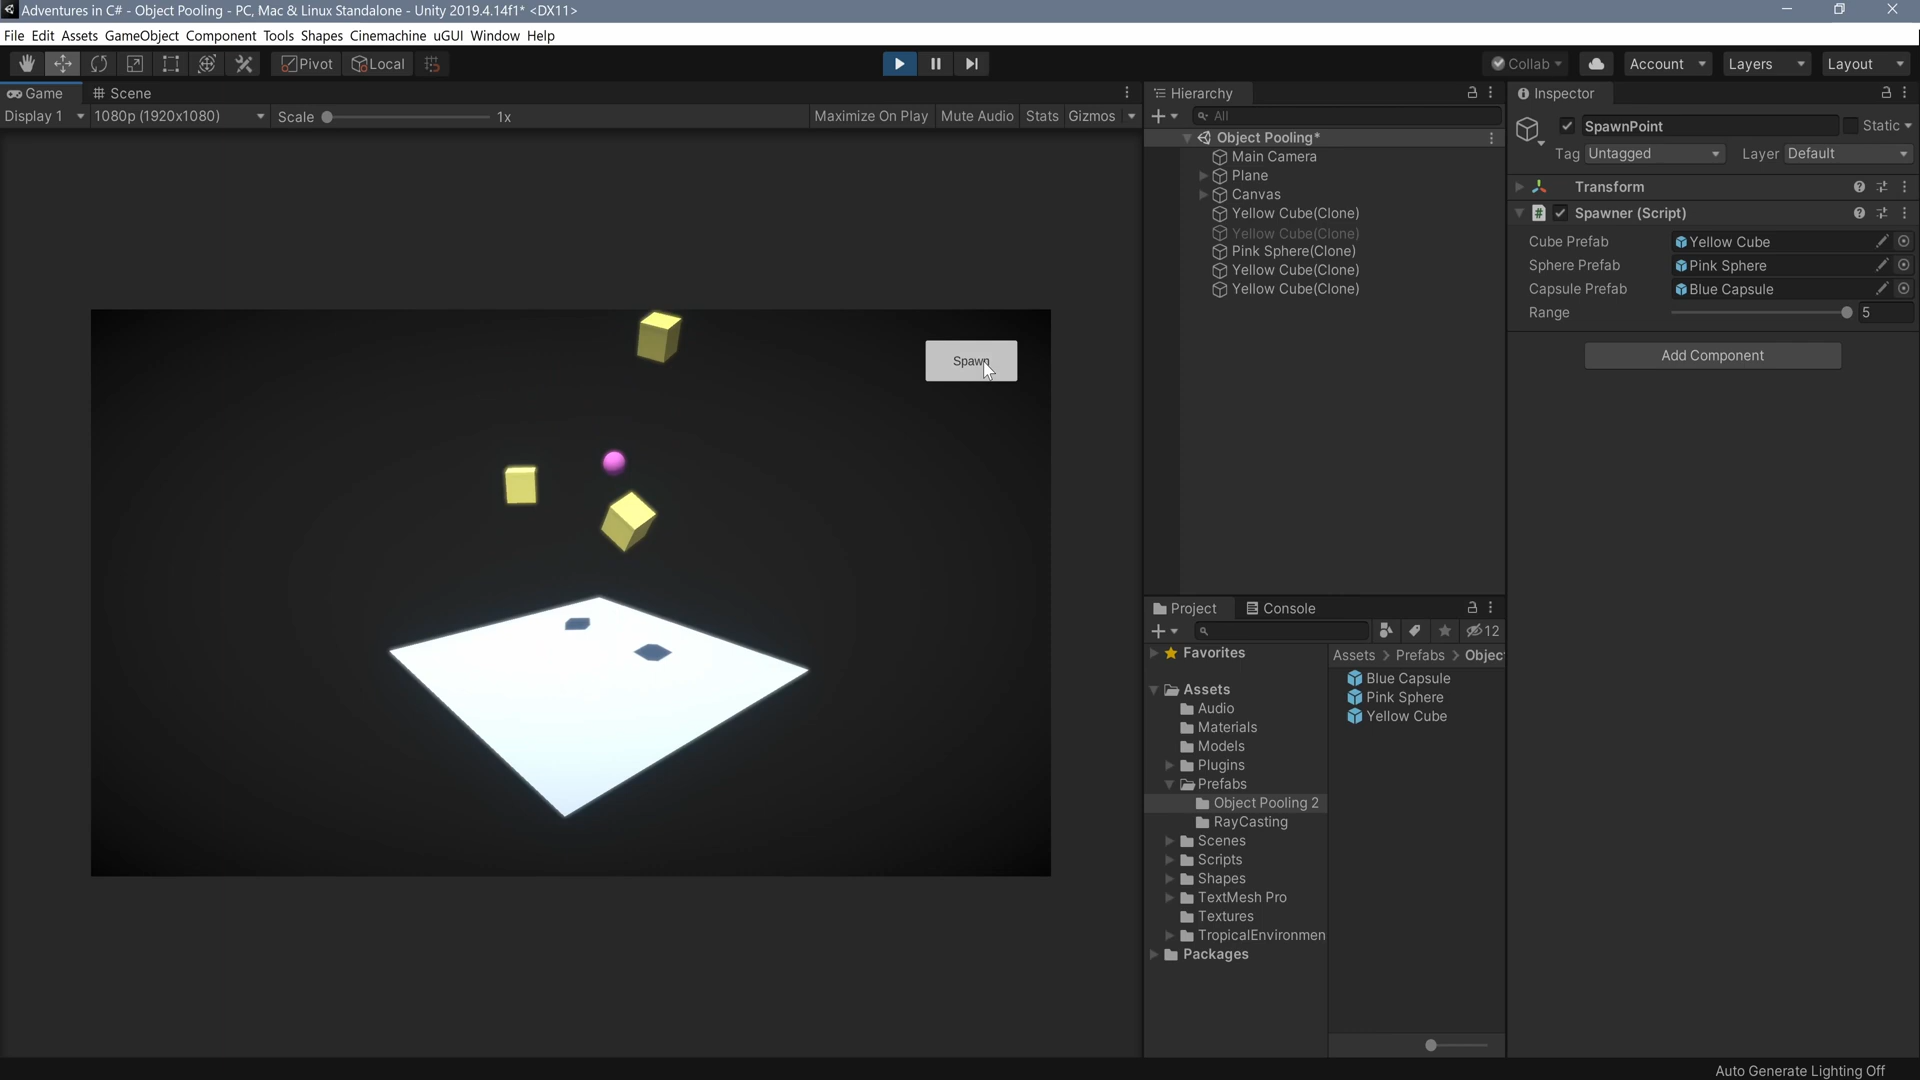 Adventures in C# - Object Pooling - PC, Mac & Linux Standalone - Unity 2019.4.14f1* <DX11>
File Edit Assets GameObject Component Tools Shapes Cinemachine uGUI Window Help
Pivot Local
Collab Account Layers Layout
Game Scene
Display 1 1080p (1920x1080) Scale 1x Maximize On Play Mute Audio Stats Gizmos
Spawn
Hierarchy
All
Object Pooling*
Main Camera
Plane
Canvas
Yellow Cube(Clone)
Yellow Cube(Clone)
Pink Sphere(Clone)
Yellow Cube(Clone)
Yellow Cube(Clone)
Project Console
12
Favorites
Assets
Audio
Materials
Models
Plugins
Prefabs
Object Pooling 2
RayCasting
Scenes
Scripts
Shapes
TextMesh Pro
Textures
TropicalEnvironmen
Packages
Assets > Prefabs > Objec
Blue Capsule
Pink Sphere
Yellow Cube
Inspector
SpawnPoint Static
Tag Untagged Layer Default
Transform
Spawner (Script)
Cube Prefab Yellow Cube
Sphere Prefab Pink Sphere
Capsule Prefab Blue Capsule
Range 5
Add Component
Auto Generate Lighting Off